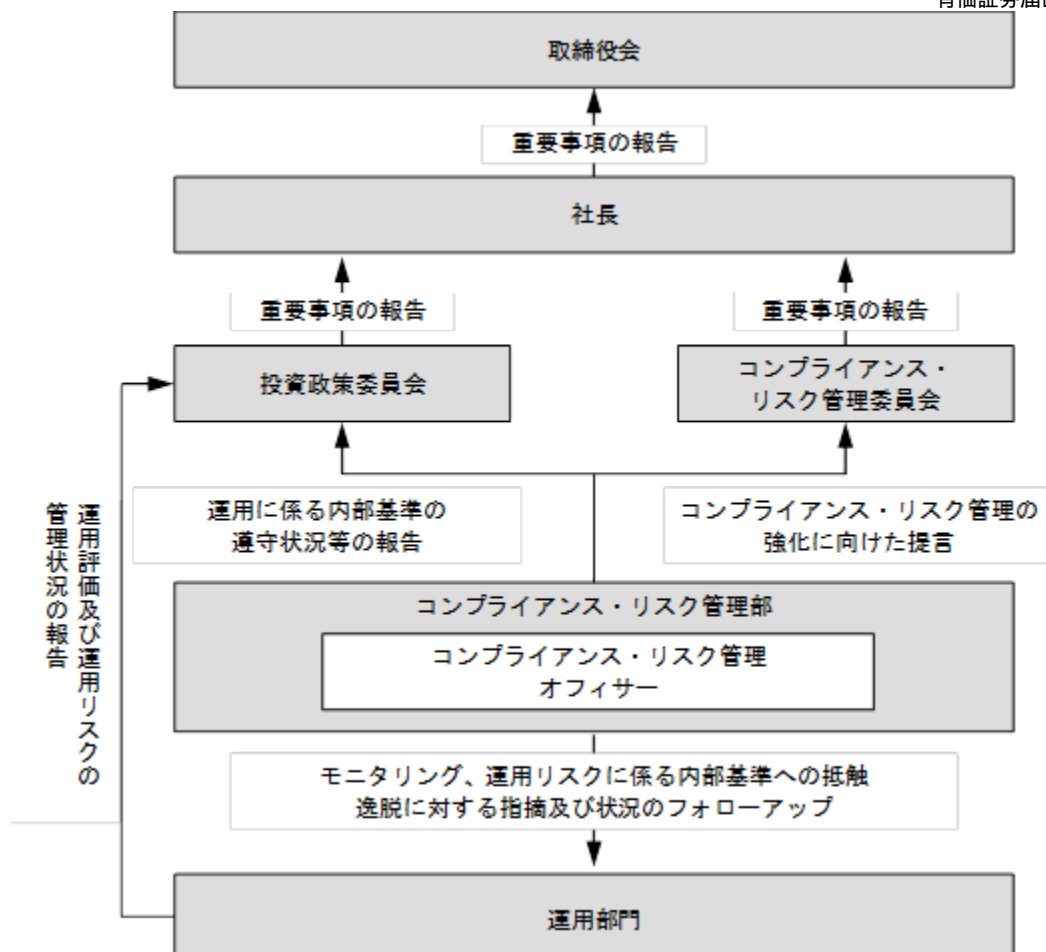 取締役会
重要事項の報告
社長
重要事項の報告
重要事項の報告
投資政策委員会
コンプライアンス・
リスク管理委員会
運用に係る内部基準の
遵守状況等の報告
コンプライアンス・リスク管理の
強化に向けた提言
運用評価及び運用リスクの
管理状況の報告
コンプライアンス・リスク管理部
コンプライアンス・リスク管理
オフィサー
モニタリング、運用リスクに係る内部基準への抵触
逸脱に対する指摘及び状況のフォローアップ
運用部門